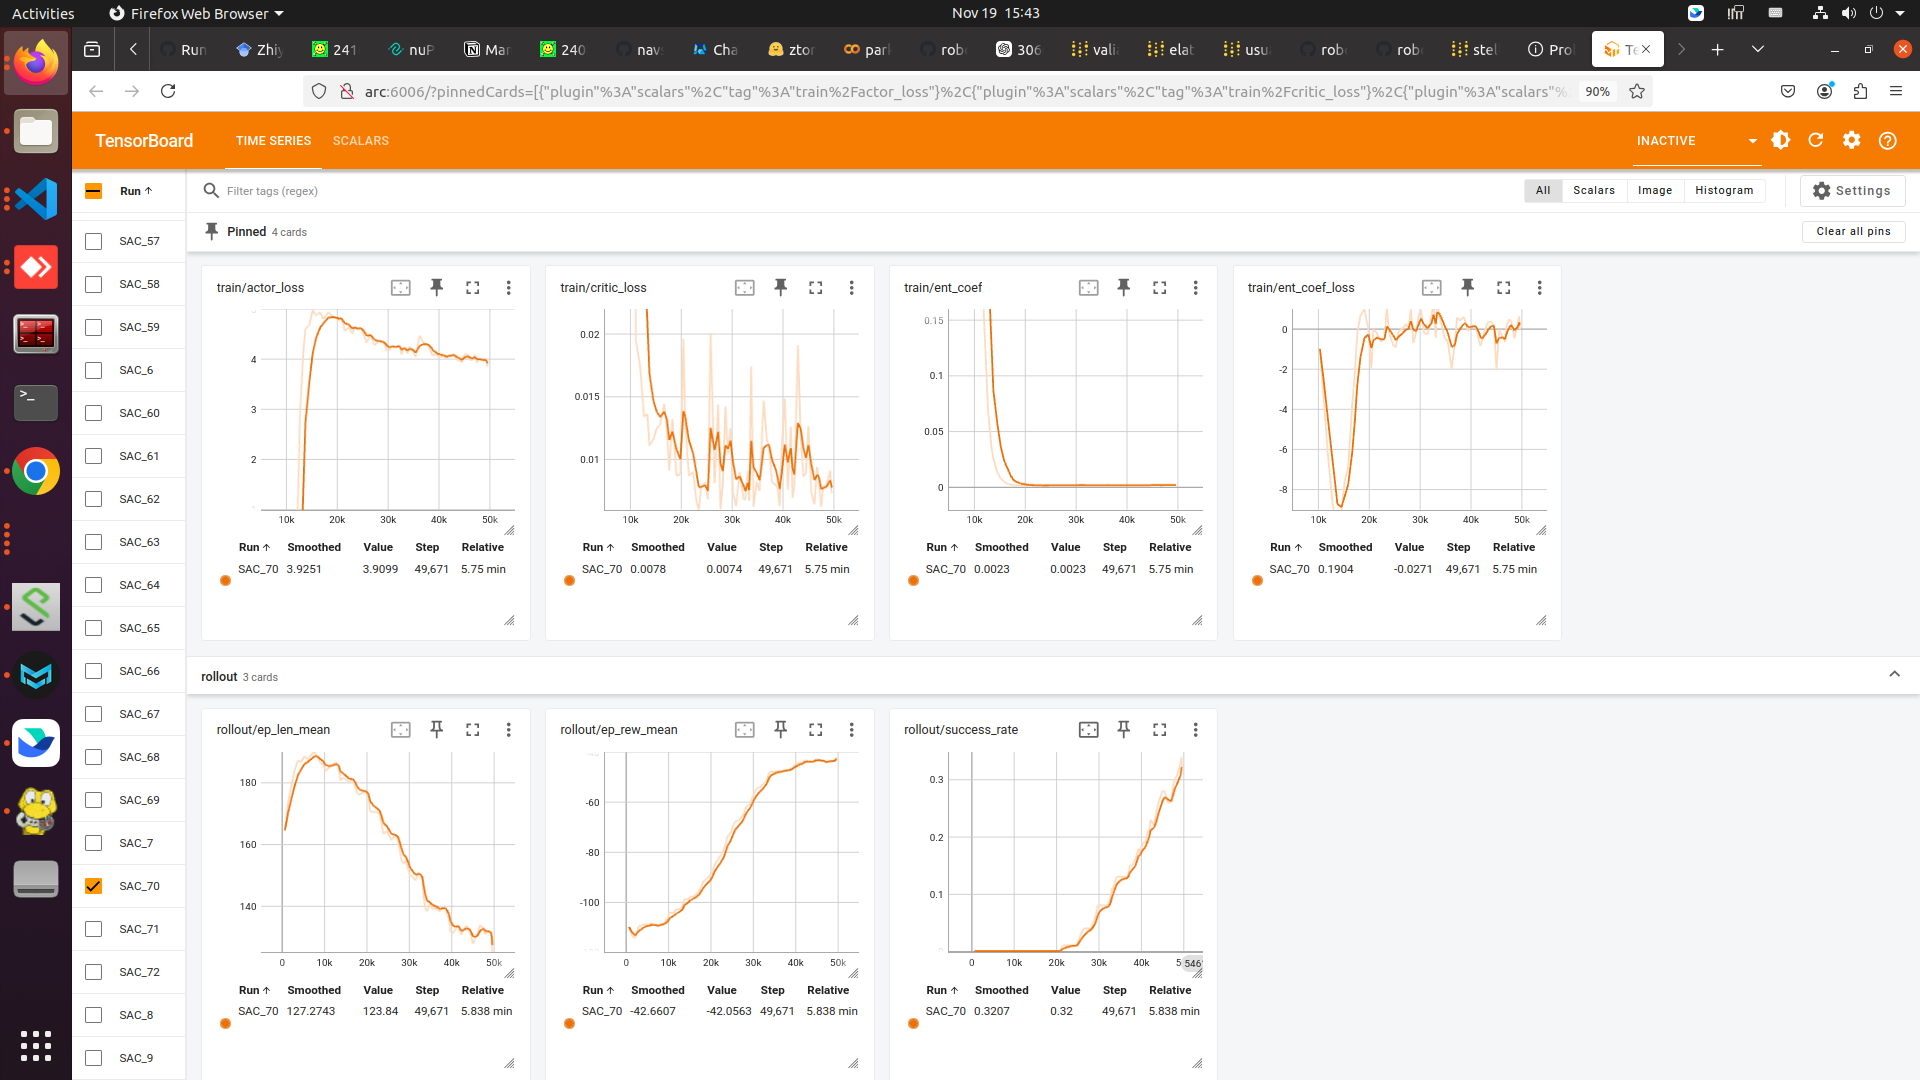 Activities
Firefox Web Browser
Nov 19 15:43
Run
Zhiy
241
nuP
Mar
240
nav
Cha
ztor
park
rob
306
vali
elat
usu
rob
rob
stel
Pro
Te
arc:6006/?pinnedCards=[{"plugin"%3A"scalars"%2C"tag"%3A"train%2Factor_loss"}%2C{"plugin"%3A"scalars"%2C"tag"%3A"train%2Fcritic_loss"}%2C{"plugin"%3A"scalars"%2C"tag"%3A"train%2Fent_coef"
90%
TensorBoard
TIME SERIES
SCALARS
INACTIVE
Run
Filter tags (regex)
All
Scalars
Image
Histogram
Settings
Pinned 4 cards
Clear all pins
SAC_57
SAC_58
SAC_59
SAC_6
SAC_60
SAC_61
SAC_62
SAC_63
SAC_64
SAC_65
SAC_66
SAC_67
SAC_68
SAC_69
SAC_7
SAC_70
SAC_71
SAC_72
SAC_8
SAC_9
train/actor_loss
4
3
2
10k 20k 30k 40k 50k
Run Smoothed Value Step Relative
SAC_70 3.9251 3.9099 49,671 5.75 min
train/critic_loss
0.02
0.015
0.01
10k 20k 30k 40k 50k
Run Smoothed Value Step Relative
SAC_70 0.0078 0.0074 49,671 5.75 min
train/ent_coef
0.15
0.1
0.05
0
10k 20k 30k 40k 50k
Run Smoothed Value Step Relative
SAC_70 0.0023 0.0023 49,671 5.75 min
train/ent_coef_loss
0
-2
-4
-6
-8
10k 20k 30k 40k 50k
Run Smoothed Value Step Relative
SAC_70 0.1904 -0.0271 49,671 5.75 min
rollout 3 cards
rollout/ep_len_mean
180
160
140
0 10k 20k 30k 40k 50k
Run Smoothed Value Step Relative
SAC_70 127.2743 123.84 49,671 5.838 min
rollout/ep_rew_mean
-60
-80
-100
0 10k 20k 30k 40k 50k
Run Smoothed Value Step Relative
SAC_70 -42.6607 -42.0563 49,671 5.838 min
rollout/success_rate
0.3
0.2
0.1
0 10k 20k 30k 40k 5 546
Run Smoothed Value Step Relative
SAC_70 0.3207 0.32 49,671 5.838 min